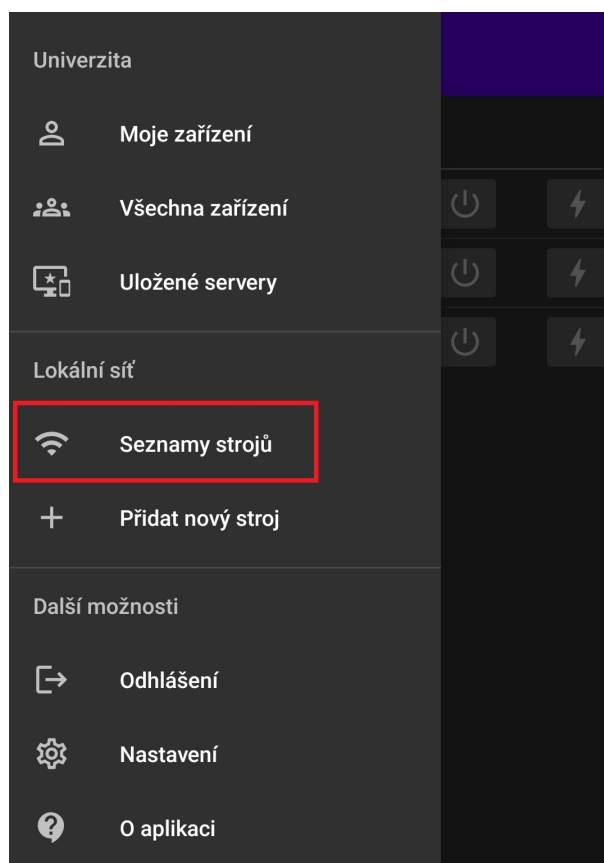 Univerzita
Moje zařízení
Všechna zařízení
Uložené servery
Lokální síť
Seznamy strojů
Přidat nový stroj
Další možnosti
Odhlášení
Nastavení
O aplikaci